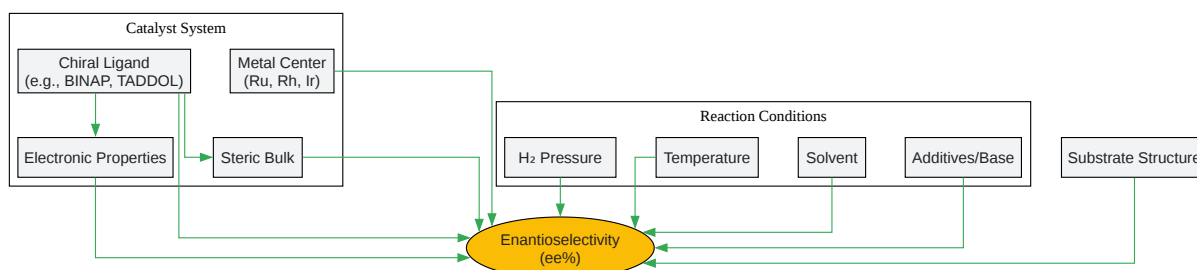 Catalyst System
Chiral Ligand
(e.g., BINAP, TADDOL)
Metal Center
(Ru, Rh, Ir)
Electronic Properties
Steric Bulk
Reaction Conditions
H₂ Pressure
Temperature
Solvent
Additives/Base
Substrate Structure
Enantioselectivity
(ee%)